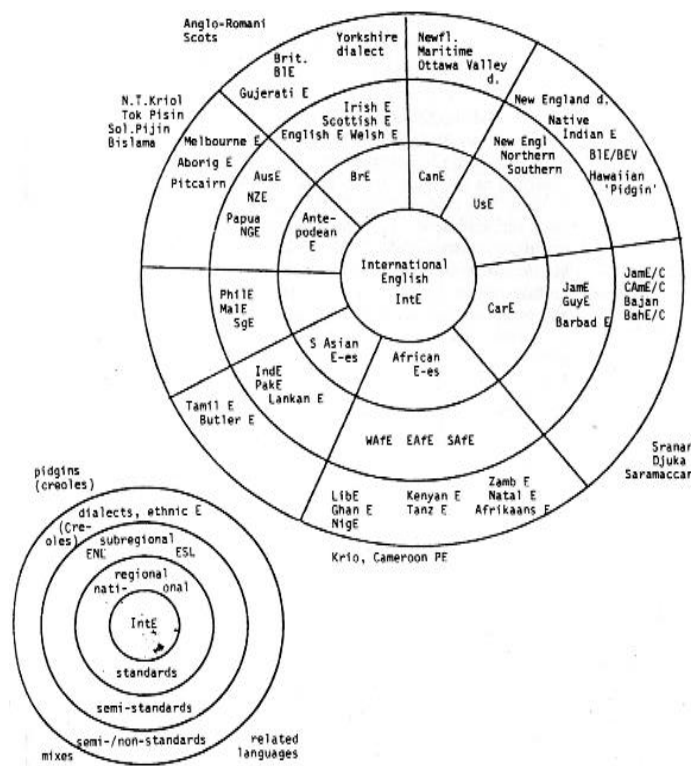 Anglo-Romani
Scots
Yorkshire
dialect
Brit.
BlE
Gujerati E
Newfl.
Maritime
Ottawa Valley
d.
New England d.
Native
Indian E
BlE/BEV
Hawaiian
'Pidgin'
N.T.Kriol
Tok Pisin
Sol.Pijin
Bislama
Melbourne E
Aborig E
Pitcairn
Irish E
Scottish E
English E Welsh E
New Engl
Northern
Southern
AusE
NZE
Papua
NGE
BrE
CanE
UsE
Ante-
podean
E
International
English
IntE
PhilE
MalE
SgE
CarE
JamE
GuyE
Barbad E
JamE/C
CAmE/C
Bajan
BahE/C
S Asian
E-es
African
E-es
IndE
PakE
Lankan E
Tamil E
Butler E
WAfE EAfE SAfE
LibE
Ghan E
NigE
Kenyan E
Tanz E
Zamb E
Natal E
Afrikaans E
Sranan
Djuka
Saramaccan
Krio, Cameroon PE
pidgins
(creoles)
dialects, ethnic E
(Cre-
oles)
subregional
ENL ESL
regional
nati- onal
IntE
standards
semi-standards
semi-/non-standards
mixes
related
languages